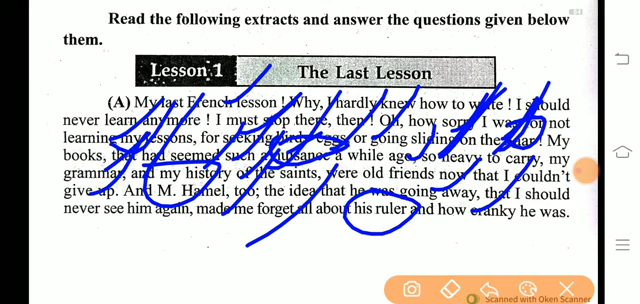 Read the following extracts and answer the questions given below
them.
Lesson 1 The Last Lesson
(A) My last French lesson ! Why, I hardly knew how to write ! I should
never learn any more ! I must stop there, then ! Oh, how sorry I was for not
learning my lessons, for seeking birds' eggs, or going sliding on the Saar ! My
books, that had seemed such a nuisance a while ago, so heavy to carry, my
grammar, and my history of the saints, were old friends now that I couldn't
give up. And M. Hamel, too; the idea that he was going away, that I should
never see him again, made me forget all about his ruler and how cranky he was.
Scanned with Oken Scanner